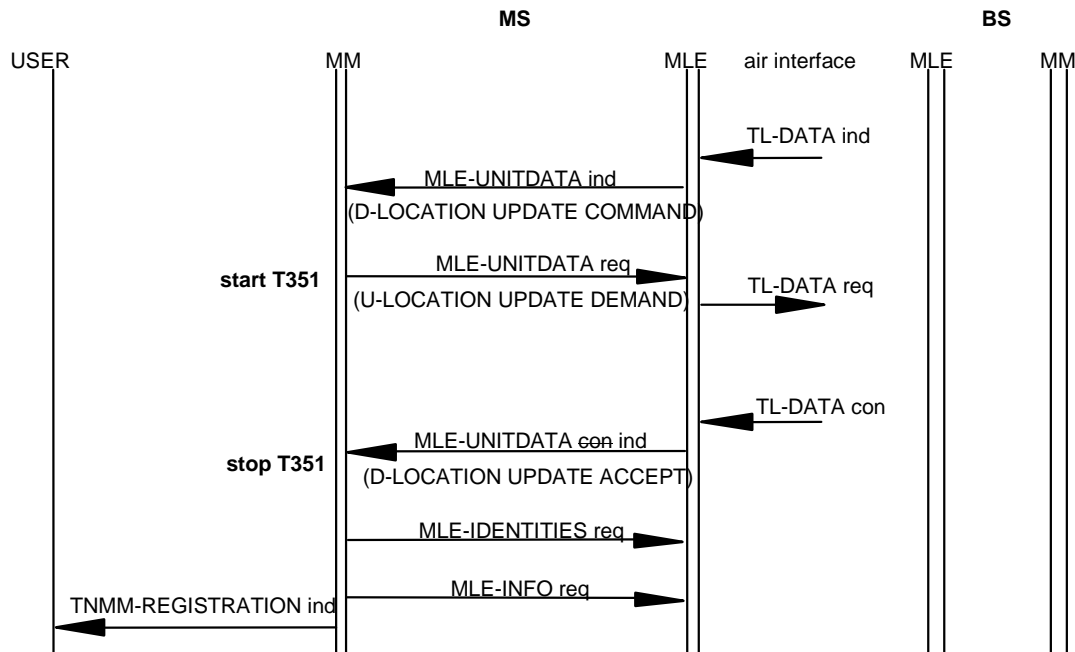 MS BS
USER MM MLE air interface MLE MM
TL-DATA ind
MLE-UNITDATA ind
(D-LOCATION UPDATE COMMAND)
MLE-UNITDATA req
start T351
(U-LOCATION UPDATE DEMAND)
TL-DATA req
TL-DATA con
MLE-UNITDATA con ind
stop T351
(D-LOCATION UPDATE ACCEPT)
MLE-IDENTITIES req
MLE-INFO req
TNMM-REGISTRATION ind